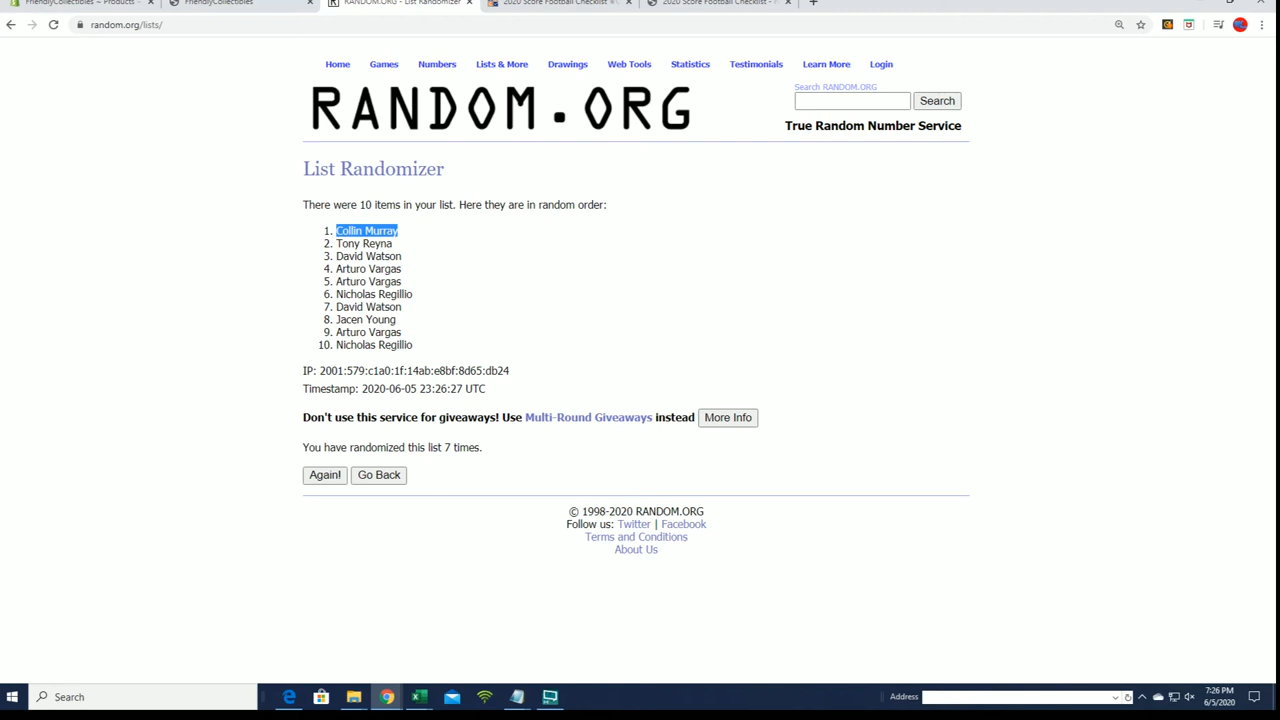 FriendlyCollectibles ~ Products
FriendlyCollectibles
RANDOM.ORG - List Randomizer
2020 Score Football Checklist
2020 Score Football Checklist
random.org/lists/
Home Games Numbers Lists & More Drawings Web Tools Statistics Testimonials Learn More Login
Search RANDOM.ORG
RANDOM.ORG
Search
True Random Number Service
List Randomizer
There were 10 items in your list. Here they are in random order:
1. Collin Murray
2. Tony Reyna
3. David Watson
4. Arturo Vargas
5. Arturo Vargas
6. Nicholas Regillio
7. David Watson
8. Jacen Young
9. Arturo Vargas
10. Nicholas Regillio
IP: 2001:579:c1a0:1f:14ab:e8bf:8d65:db24
Timestamp: 2020-06-05 23:26:27 UTC
Don't use this service for giveaways! Use Multi-Round Giveaways instead More Info
You have randomized this list 7 times.
Again! Go Back
© 1998-2020 RANDOM.ORG
Follow us: Twitter | Facebook
Terms and Conditions
About Us
Search
Address
7:26 PM
6/5/2020